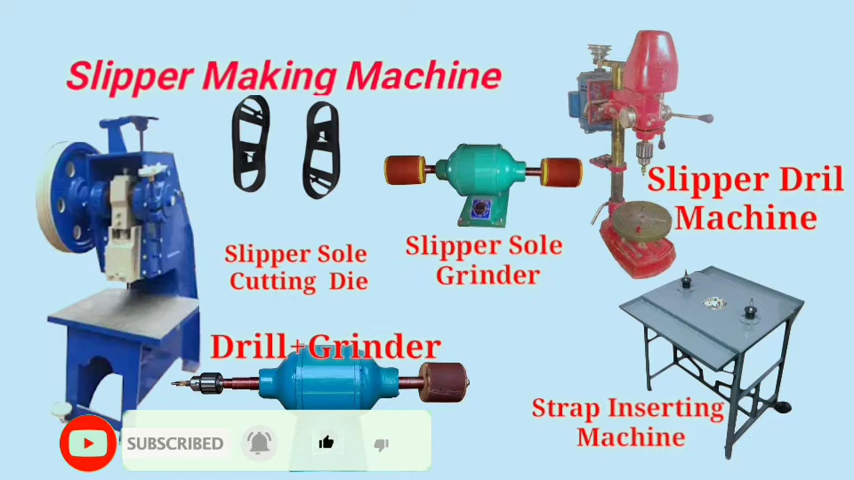 Slipper Making Machine
Slipper Dril
Machine
Slipper Sole
Cutting Die
Slipper Sole
Grinder
Drill+Grinder
Strap Inserting
Machine
SUBSCRIBED